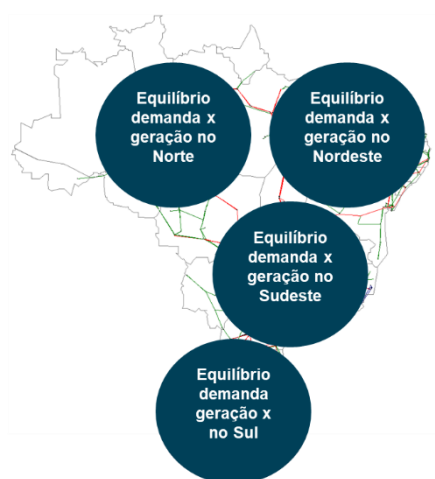 Equilíbrio
demanda x
geração no
Norte
Equilíbrio
demanda x
geração no
Nordeste
Equilíbrio
demanda x
geração no
Sudeste
Equilíbrio
demanda
geração x
no Sul